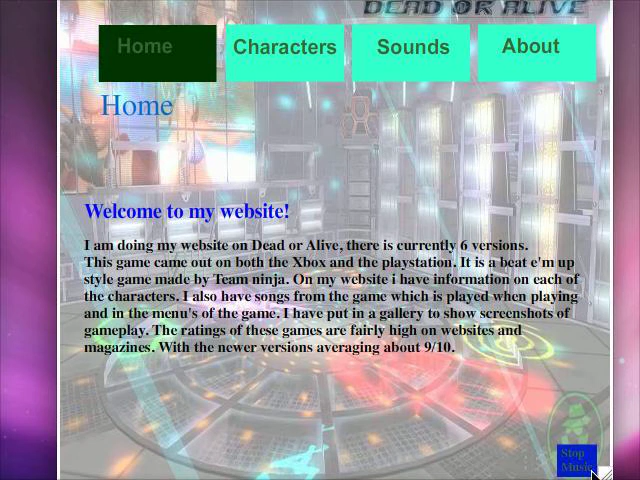 DEAD OR ALIVE
Home Characters Sounds About
Home
Welcome to my website!
I am doing my website on Dead or Alive, there is currently 6 versions.
This game came out on both the Xbox and the playstation. It is a beat e'm up
style game made by Team ninja. On my website i have information on each of
the characters. I also have songs from the game which is played when playing
and in the menu's of the game. I have put in a gallery to show screenshots of
gameplay. The ratings of these games are fairly high on websites and
magazines. With the newer versions averaging about 9/10.
Stop
Music